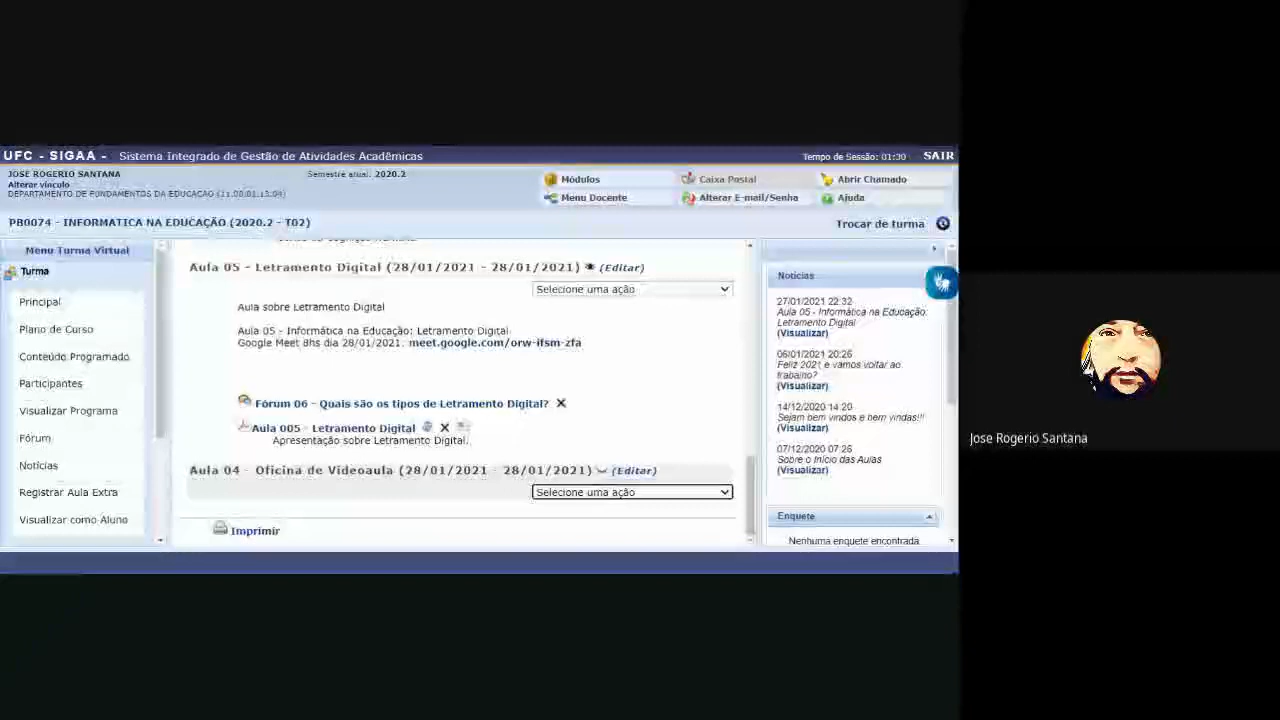 UFC - SIGAA - Sistema Integrado de Gestão de Atividades Acadêmicas
Tempo de Sessão: 01:30 SAIR
JOSE ROGERIO SANTANA
Semestre atual: 2020.2
Alterar vínculo
DEPARTAMENTO DE FUNDAMENTOS DA EDUCAÇÃO
Módulos
Caixa Postal
Abrir Chamado
Menu Docente
Alterar E-mail/Senha
Ajuda
PB0074 - INFORMATICA NA EDUCAÇÃO (2020.2 - T02)
Trocar de turma
Menu Turma Virtual
Turma
Principal
Plano de Curso
Conteúdo Programado
Participantes
Visualizar Programa
Fórum
Notícias
Registrar Aula Extra
Visualizar como Aluno
Aula 05 - Letramento Digital (28/01/2021 - 28/01/2021) (Editar)
Selecione uma ação
Aula sobre Letramento Digital
Aula 05 - Informática na Educação: Letramento Digital
Google Meet 8hs dia 28/01/2021: meet.google.com/orw-ifsm-zfa
Fórum 06 - Quais são os tipos de Letramento Digital?
Aula 005 - Letramento Digital
Apresentação sobre Letramento Digital.
Aula 04 - Oficina de Videoaula (28/01/2021 - 28/01/2021) (Editar)
Selecione uma ação
Imprimir
Notícias
27/01/2021 22:32
Aula 05 - Informática na Educação:
Letramento Digital
(Visualizar)
06/01/2021 20:26
Feliz 2021 e vamos voltar ao
trabalho?
(Visualizar)
14/12/2020 14:20
Sejam bem vindos e bem vindas!!!
(Visualizar)
07/12/2020 07:26
Sobre o Início das Aulas
(Visualizar)
Enquete
Nenhuma enquete encontrada
Jose Rogerio Santana